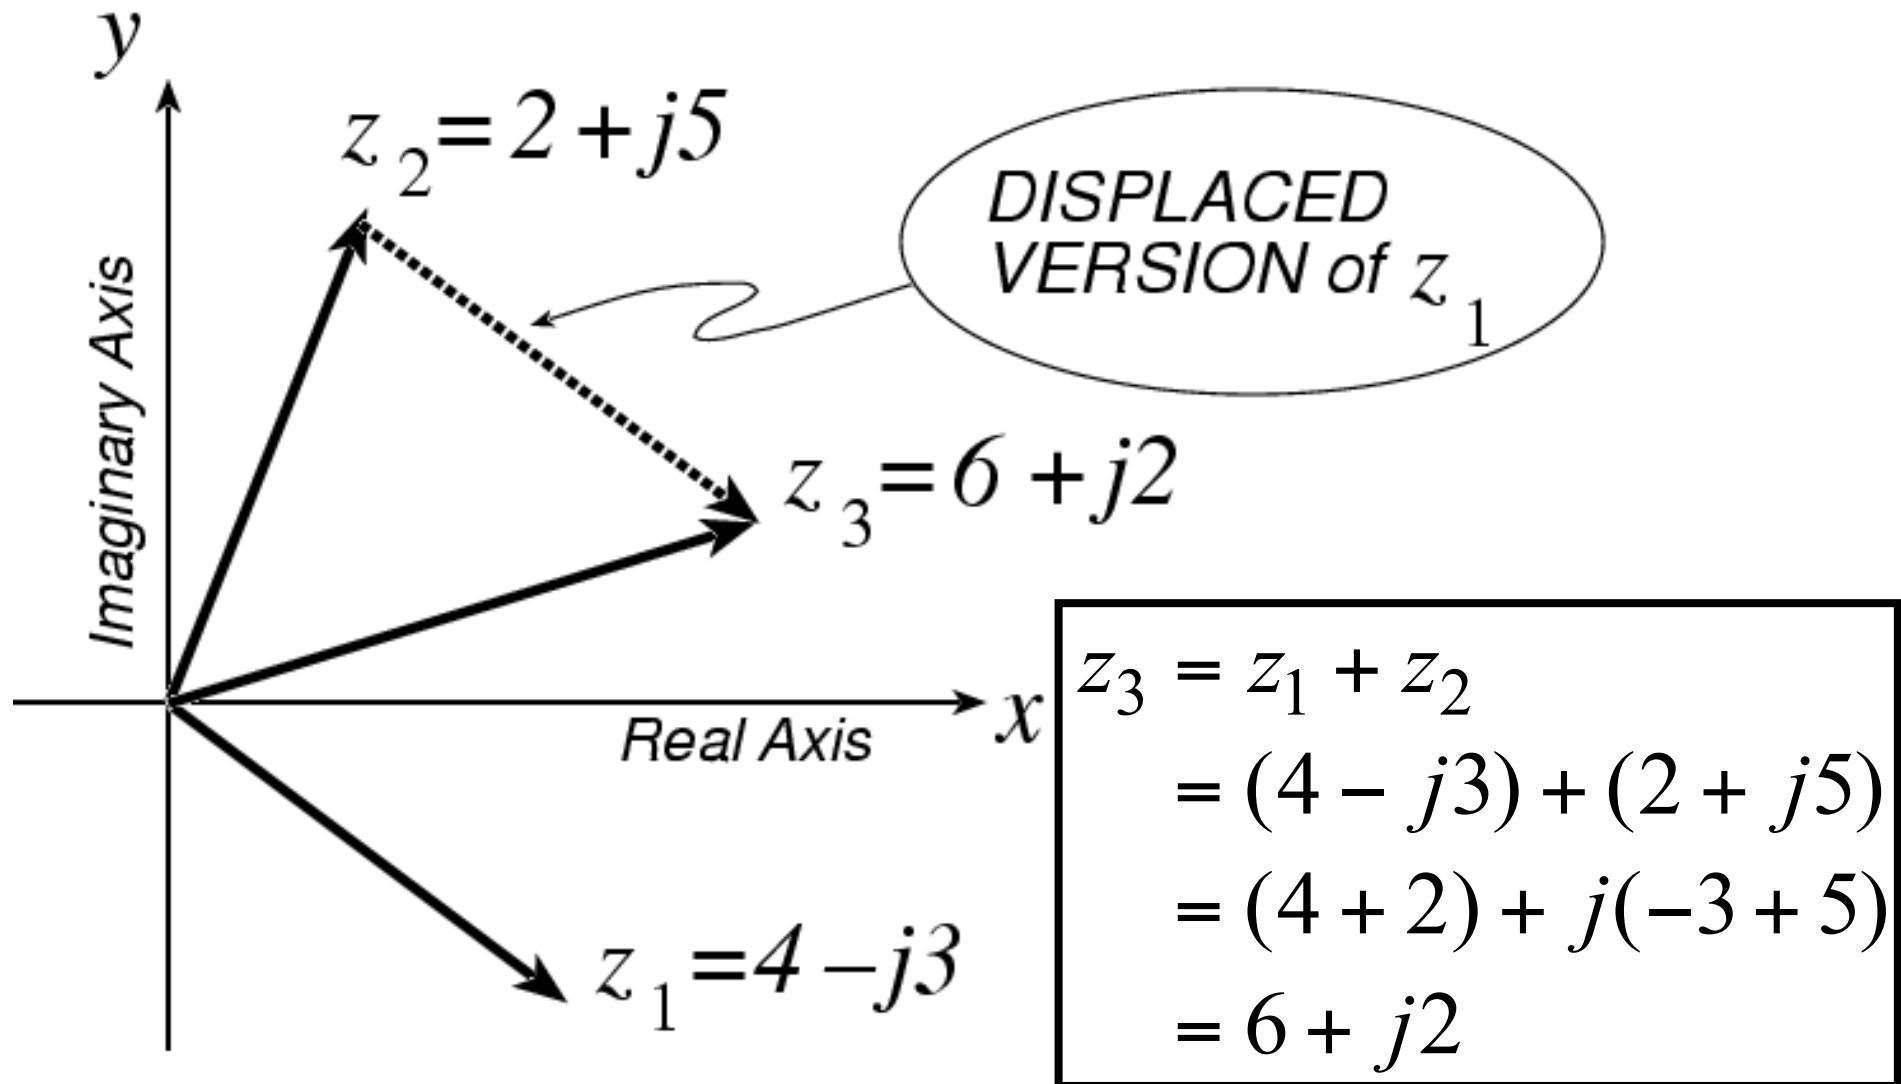 y
z₂ = 2 + j5
DISPLACED
VERSION of z₁
Imaginary Axis
z₃ = 6 + j2
x
Real Axis
z₁ = 4 – j3
z₃ = z₁ + z₂
= (4 – j3) + (2 + j5)
= (4 + 2) + j(–3 + 5)
= 6 + j2